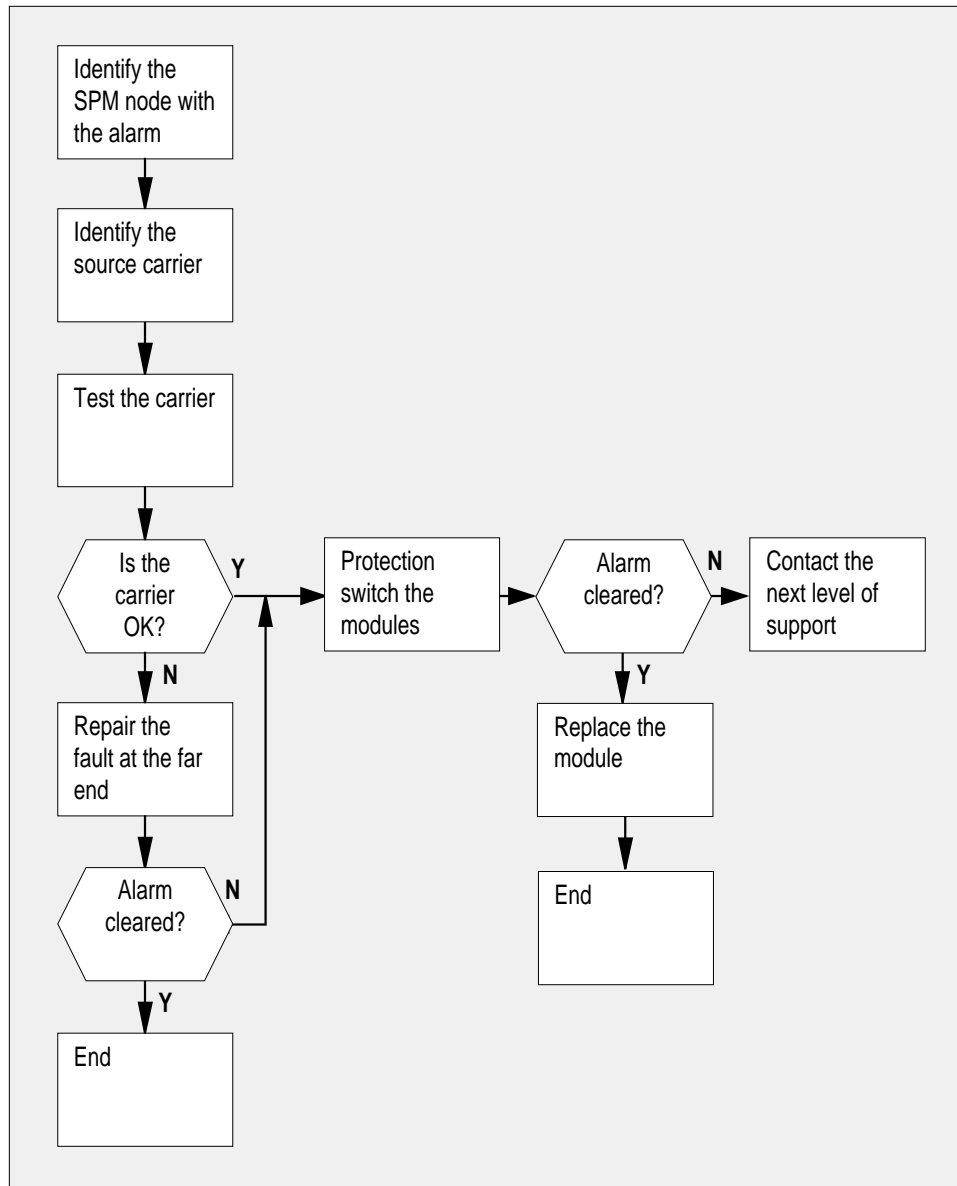 Identify the
SPM node with
the alarm
Identify the
source carrier
Test the carrier
Is the
carrier
OK?
Y
N
Protection
switch the
modules
Alarm
cleared?
N
Y
Contact the
next level of
support
Repair the
fault at the far
end
Replace the
module
Alarm
cleared?
N
Y
End
End